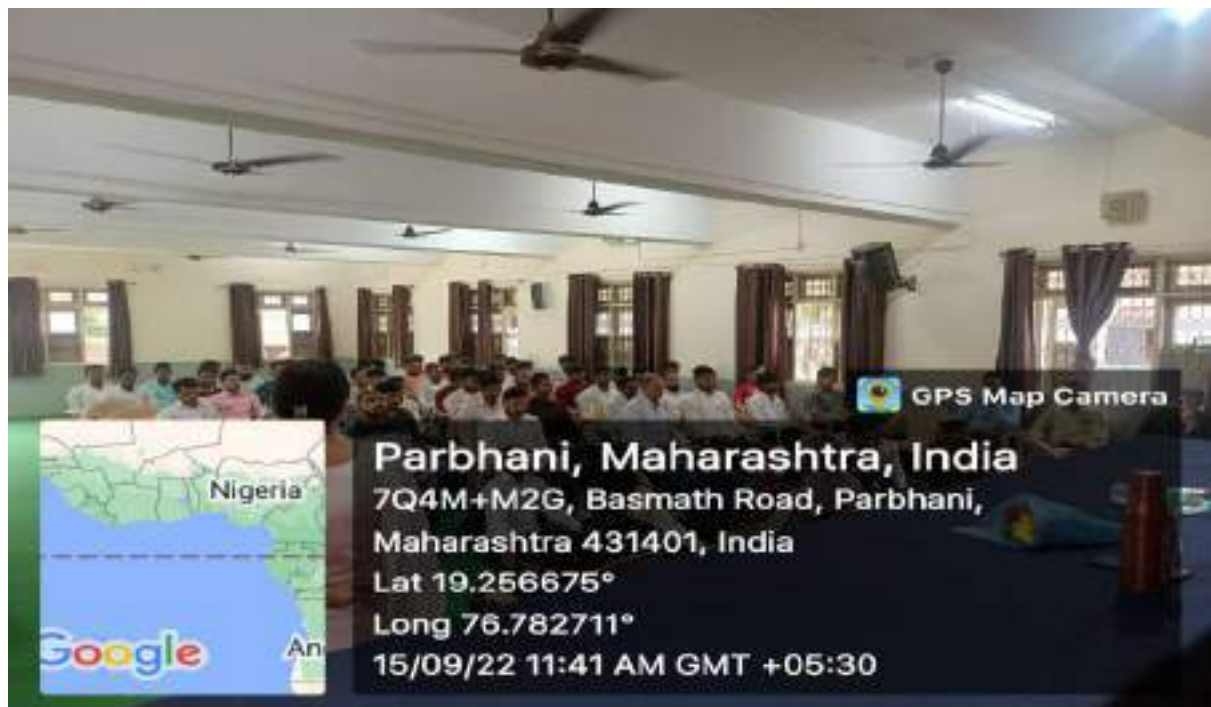 GPS Map Camera
Parbhani, Maharashtra, India
7Q4M+M2G, Basmath Road, Parbhani,
Maharashtra 431401, India
Lat 19.256675°
Long 76.782711°
15/09/22 11:41 AM GMT +05:30
Nigeria
Google
An